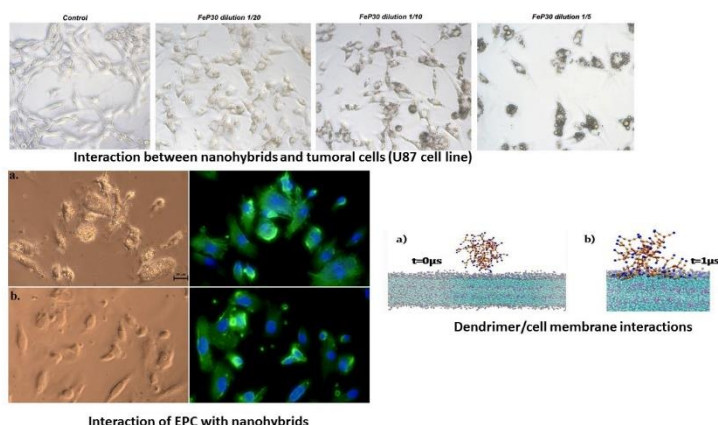 Control
FeP30 dilution 1/20
FeP30 dilution 1/10
FeP30 dilution 1/5
Interaction between nanohybrids and tumoral cells (U87 cell line)
a.
b.
a)
t=0µs
b)
t=1µs
Dendrimer/cell membrane interactions
Interaction of EPC with nanohybrids